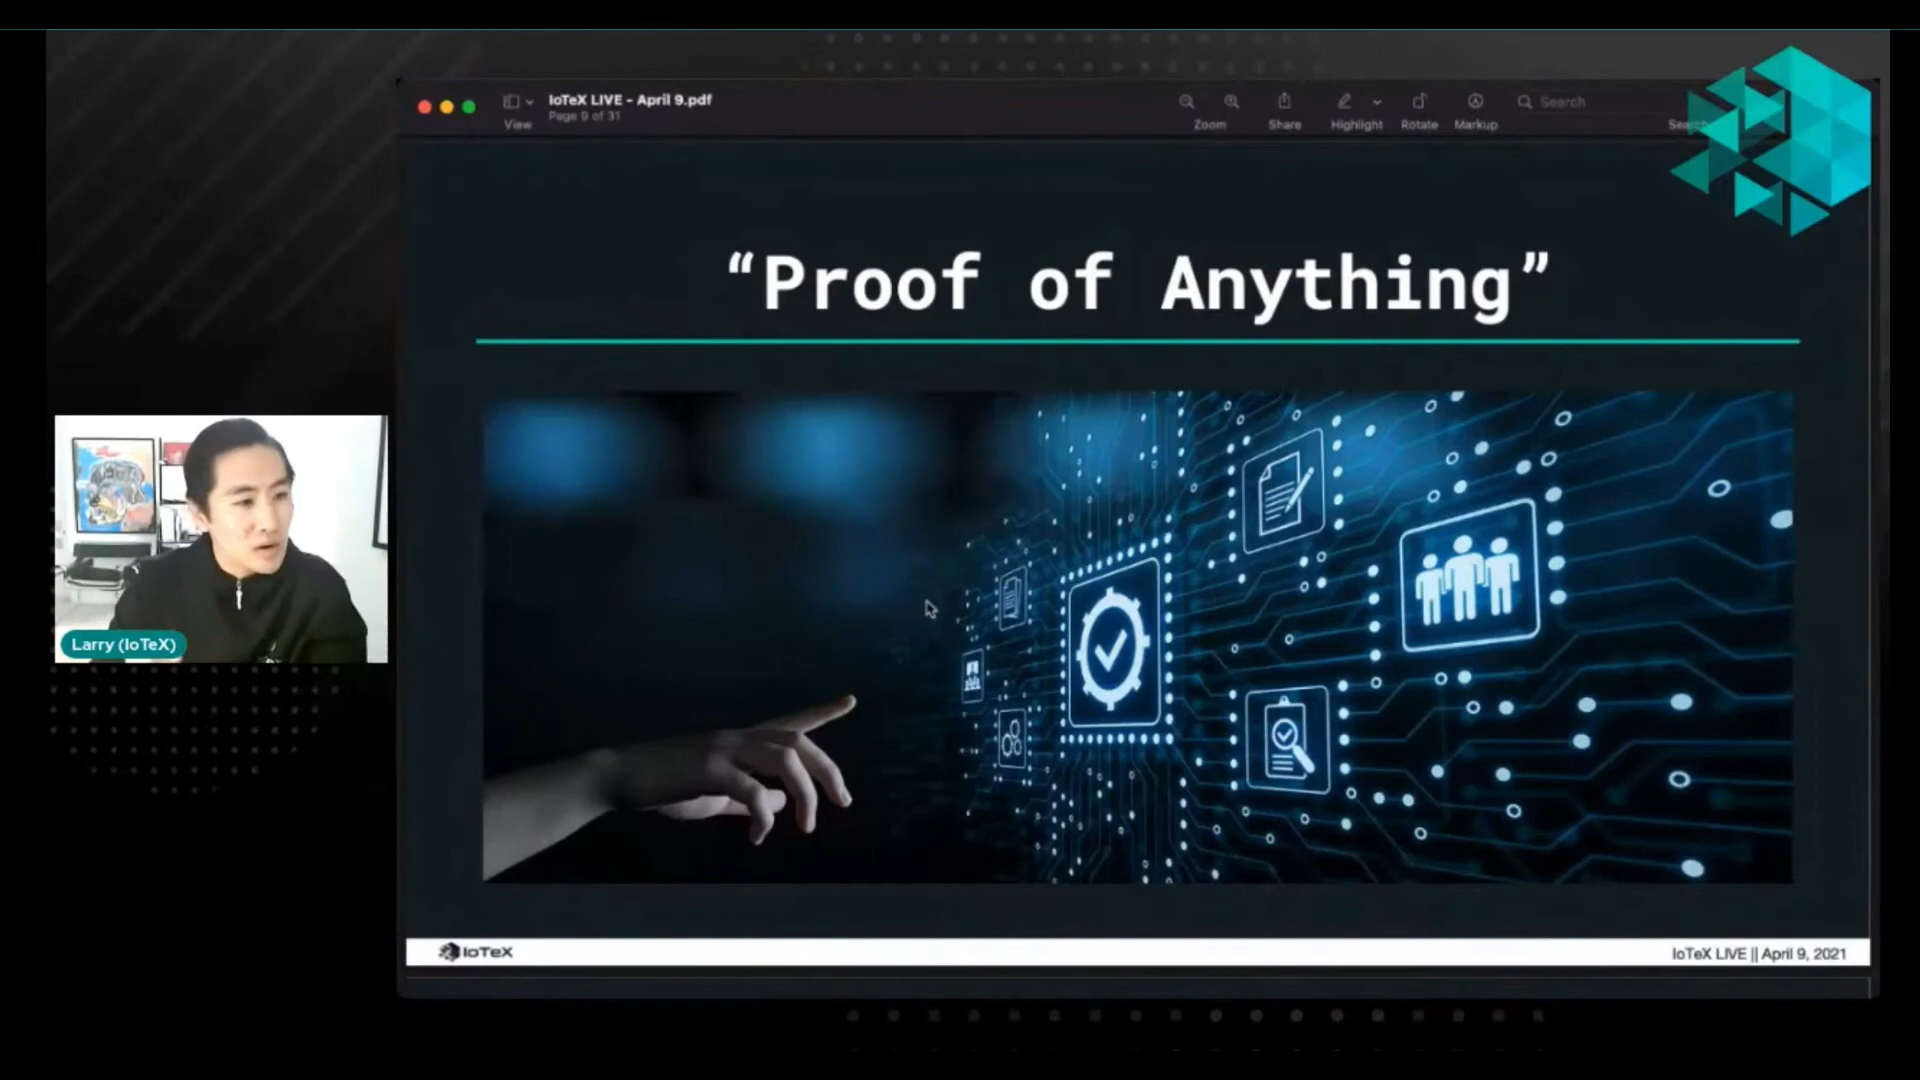 IoTeX LIVE - April 9.pdf
Page 9 of 31
View
Zoom
Share
Highlight
Rotate
Markup
Search
Search
“Proof of Anything”
Larry (IoTeX)
IoTeX
IoTeX LIVE || April 9, 2021